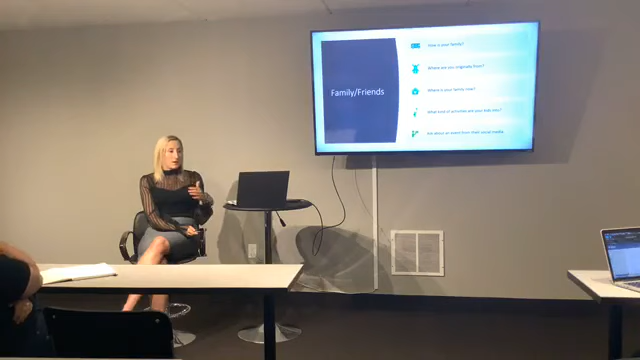 Family/Friends
How is your family?
Where are you originally from?
Where is your family now?
What kind of activities are your kids into?
Ask about an event from their social media